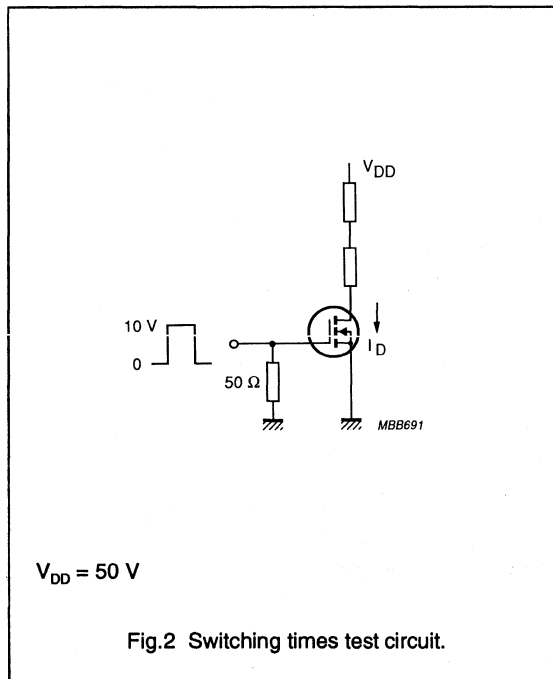 V_DD
10 V
0
50 Ω
I_D
MBB691
V_DD = 50 V
Fig.2 Switching times test circuit.